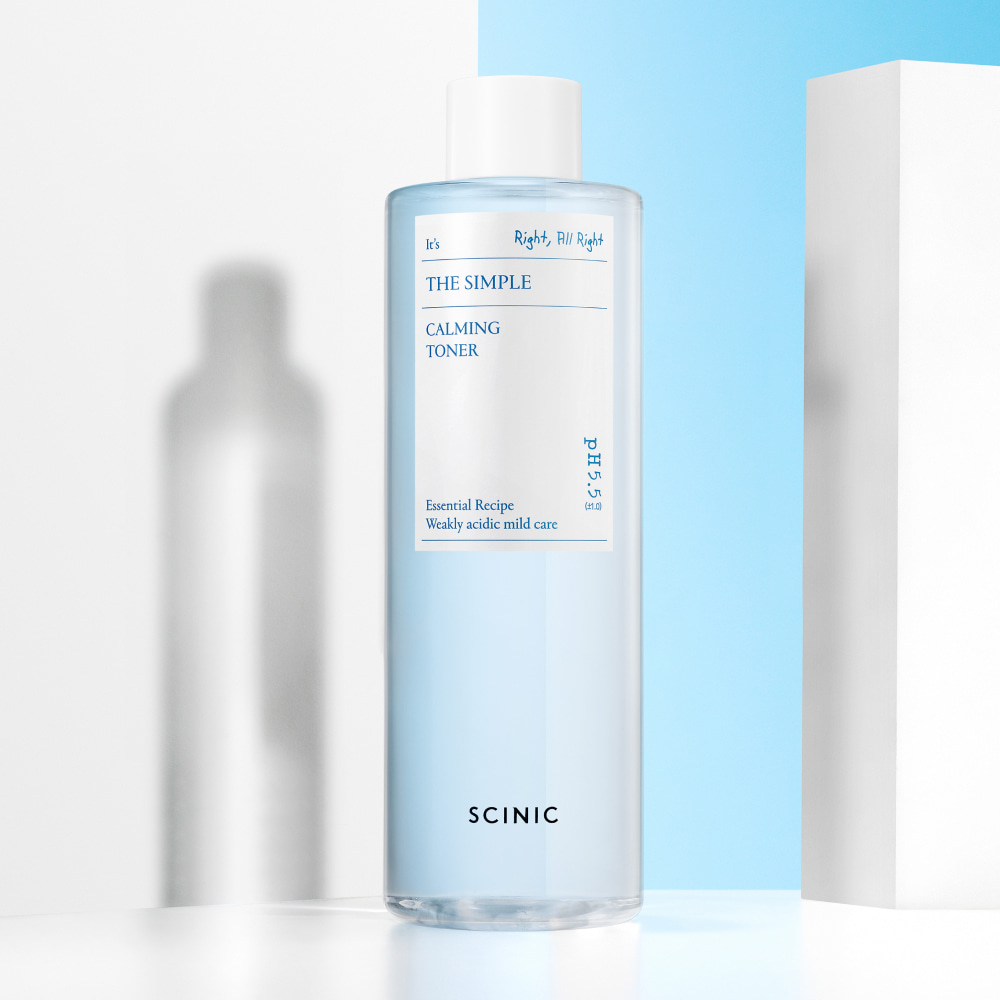 It's
Right, All Right
THE SIMPLE
CALMING
TONER
pH5.5
(±1.0)
Essential Recipe
Weakly acidic mild care
SCINIC